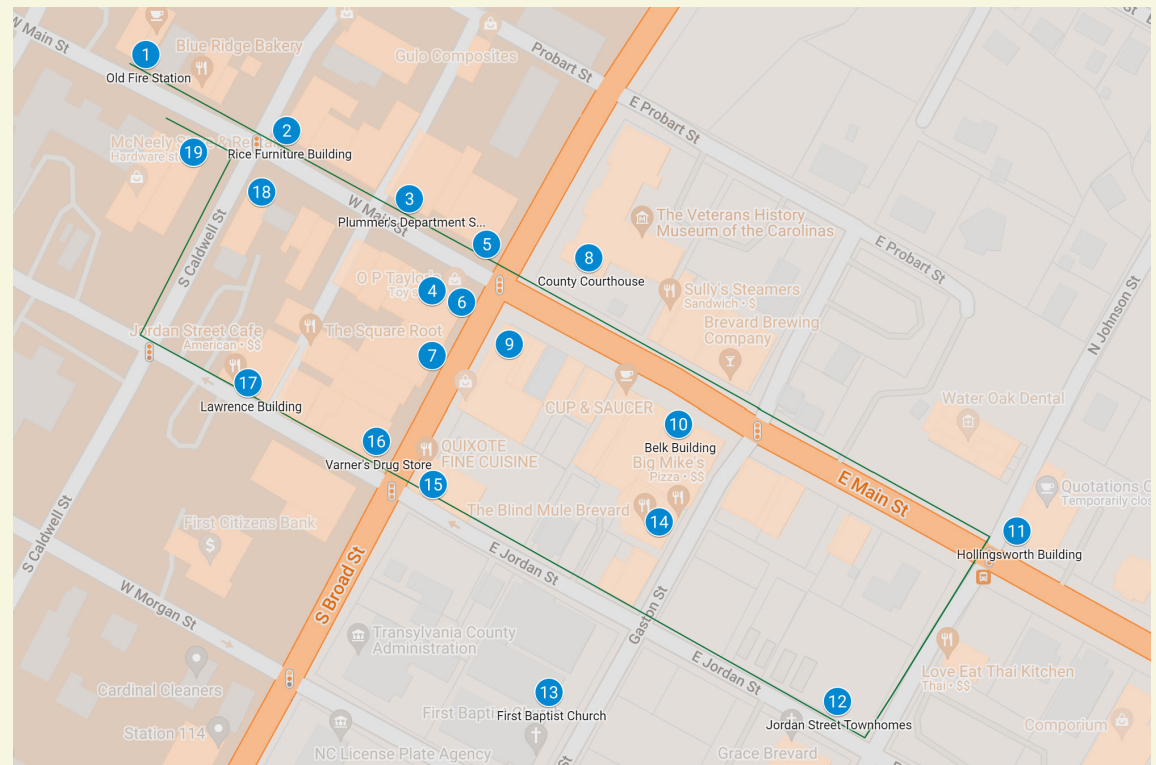 W Main St
1
Old Fire Station
Blue Ridge Bakery
Gulo Composites
Probart St
E Probart St
2
Rice Furniture Building
Hardware
19
18
3
Plummer's Department S...
W Main St
5
8
County Courthouse
The Veterans History
Museum of the Carolinas
E Probart St
N Johnson St
S Caldwell St
O P Taylor's
4
6
Sully's Steamers
Sandwich • $
Brevard Brewing
Company
Jordan Street Cafe
American • $$
The Square Root
7
9
17
Lawrence Building
CUP & SAUCER
10
Belk Building
Big Mike's
Pizza • $$
Water Oak Dental
16
Varner's Drug Store
QUIXOTE
FINE CUISINE
15
E Main St
Quotations
Temporarily
The Blind Mule Brevard
14
11
Hollingsworth Building
S Caldwell St
First Citizens Bank
E Jordan St
S Broad St
W Morgan St
Gaston St
Transylvania County
Administration
E Jordan St
Love Eat Thai Kitchen
Thai • $$
Cardinal Cleaners
13
First Baptist Church
12
Jordan Street Townhomes
Comporium
Station 114
NC License Plate Agency
Grace Brevard